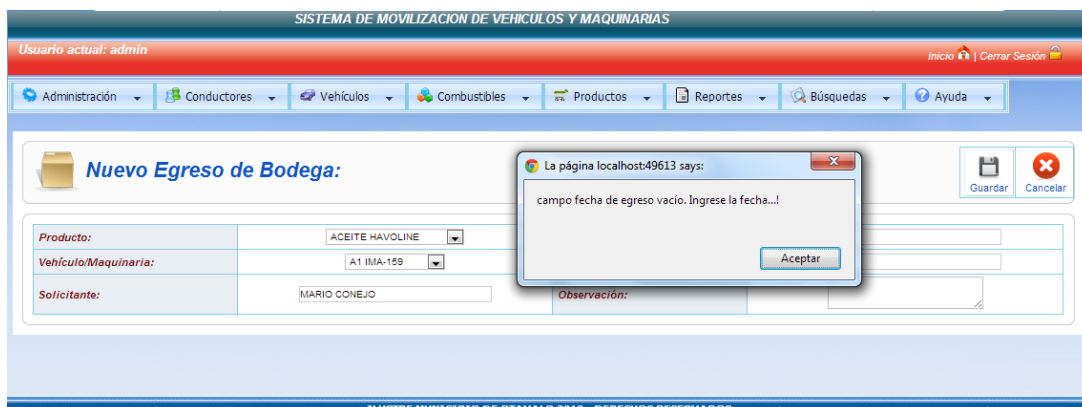 SISTEMA DE MOVILIZACION DE VEHICULOS Y MAQUINARIAS
Usuario actual: admin
Inicio | Cerrar Sesión
Administración Conductores Vehículos Combustibles Productos Reportes Búsquedas Ayuda
Nuevo Egreso de Bodega:
La página localhost:49613 says:
campo fecha de egreso vacío. Ingrese la fecha...!
Aceptar
Guardar Cancelar
Producto: ACEITE HAVOLINE
Vehículo/Maquinaria: A1 IMA-159
Solicitante: MARIO CONEJO Observación: